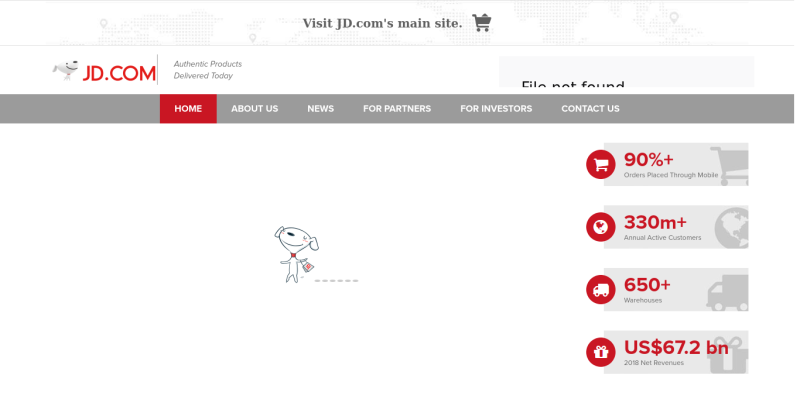 Visit JD.com's main site.
JD.COM
Authentic Products
Delivered Today
File not found
HOME ABOUT US NEWS FOR PARTNERS FOR INVESTORS CONTACT US
90%+
Orders Placed Through Mobile
330m+
Annual Active Customers
650+
Warehouses
US$67.2 bn
2018 Net Revenues